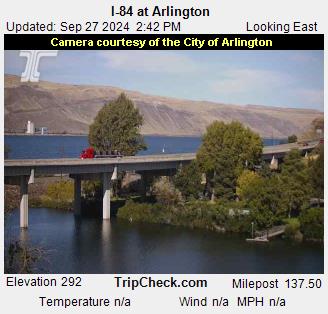 I-84 at Arlington
Updated: Sep 27 2024 2:42 PM Looking East
Camera courtesy of the City of Arlington
Elevation 292 TripCheck.com Milepost 137.50
Temperature n/a Wind n/a MPH n/a